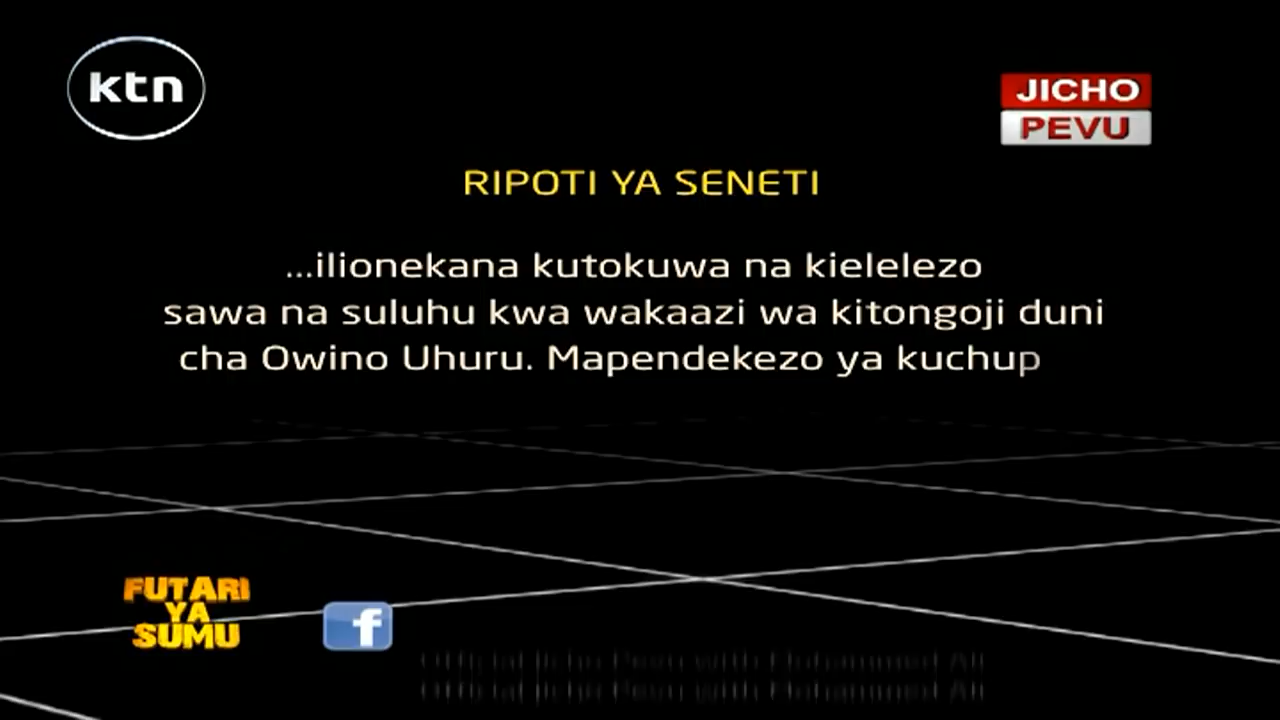 ktn
JICHO
PEVU
RIPOTI YA SENETI
...ilionekana kutokuwa na kielelezo
sawa na suluhu kwa wakaazi wa kitongoji duni
cha Owino Uhuru. Mapendekezo ya kuchup
FUTARI
YA
SUMU
f